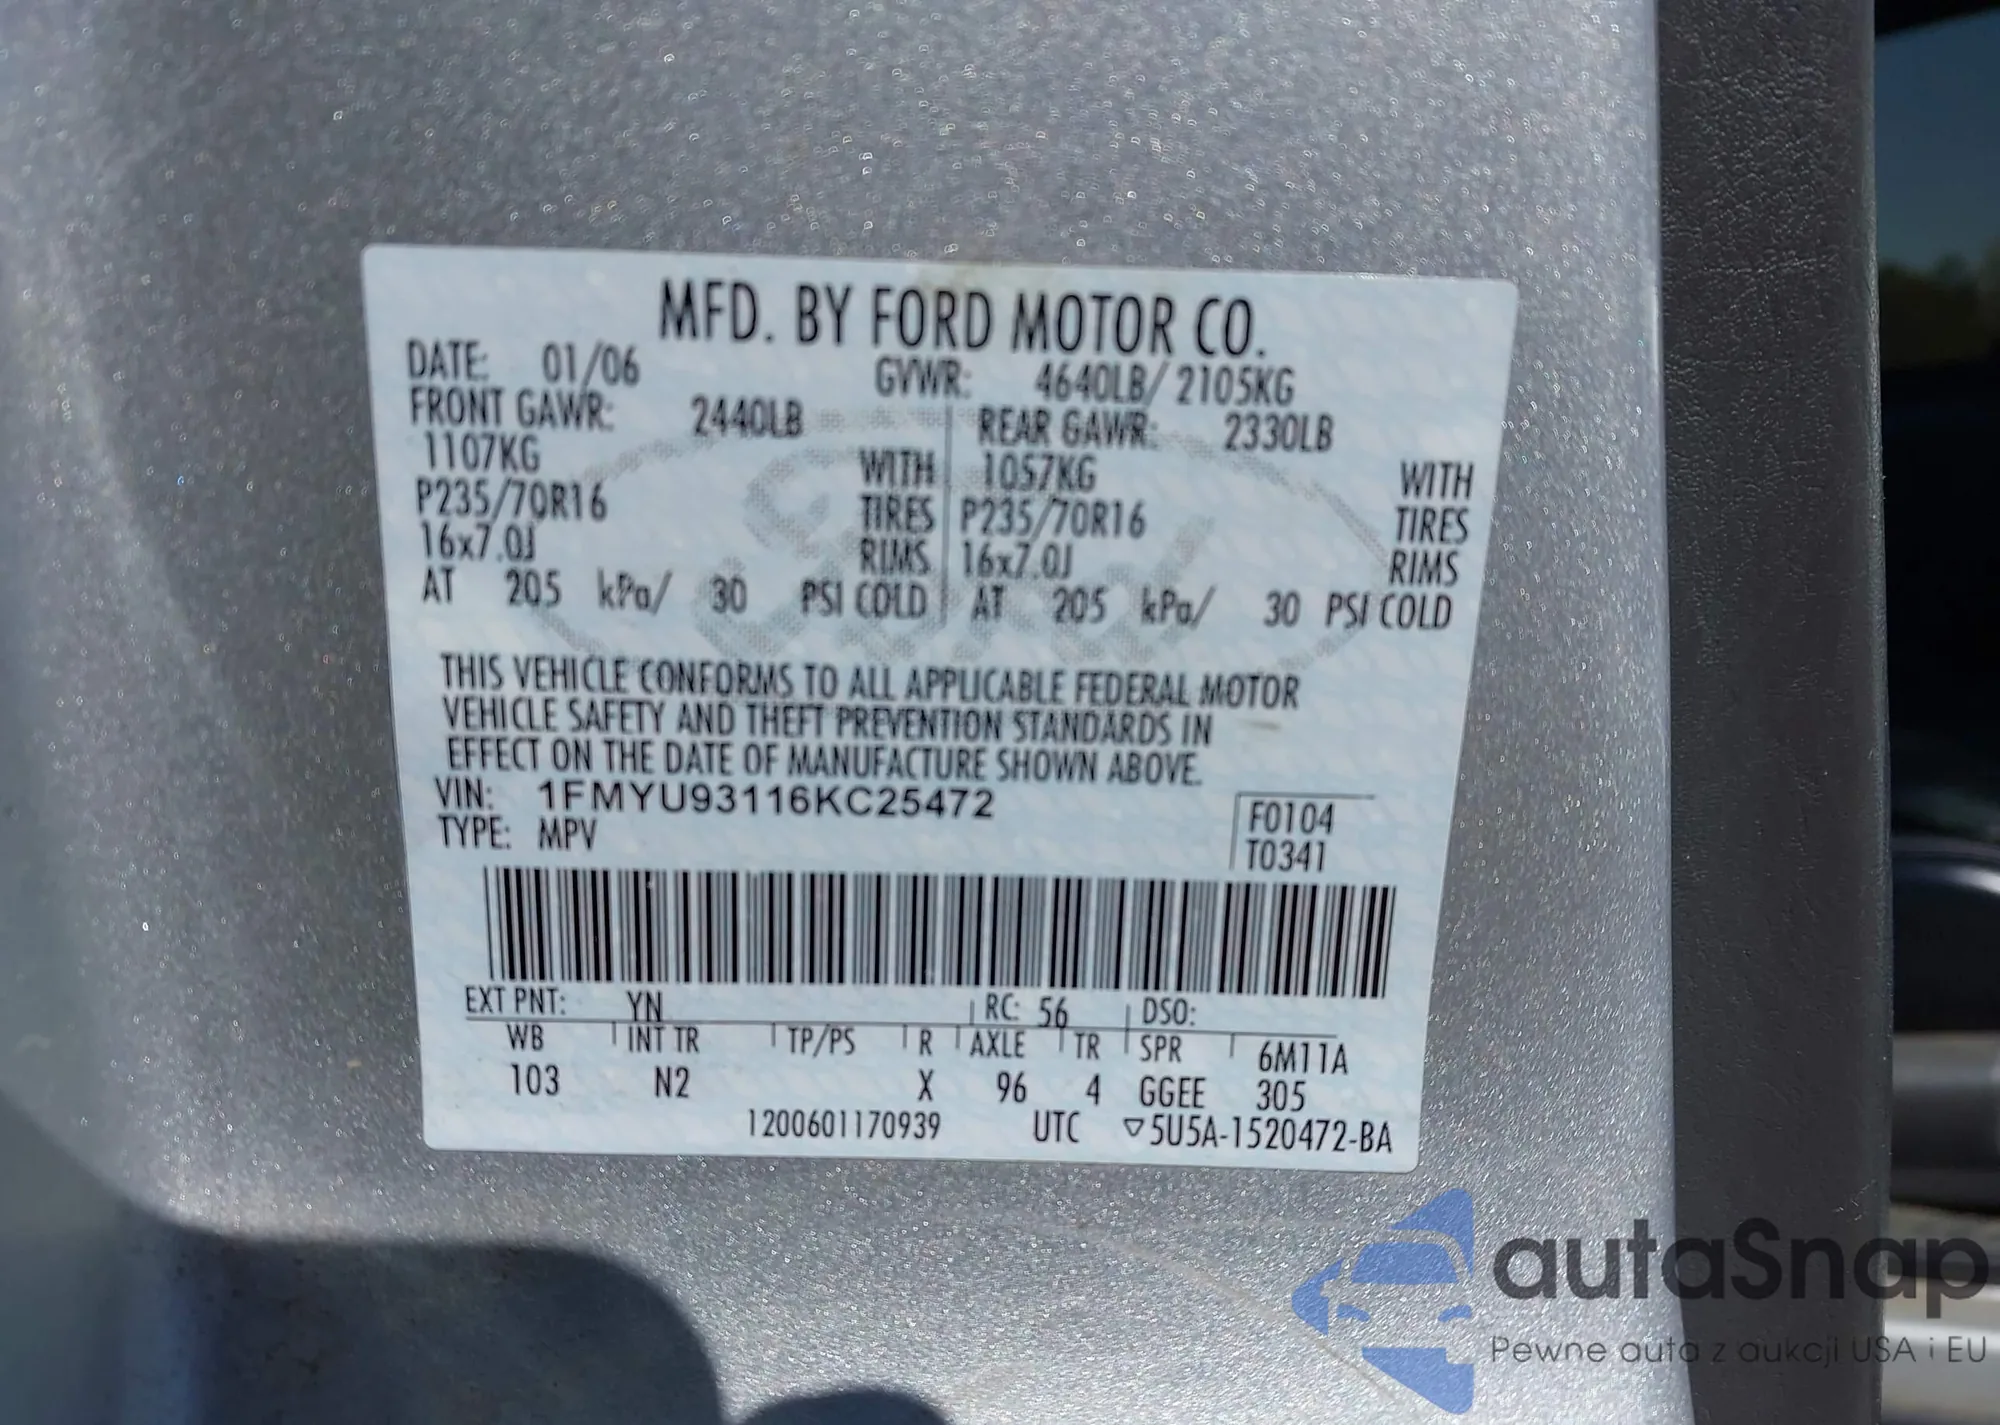 MFD. BY FORD MOTOR CO.
DATE: 01/06 GVWR: 4640LB/ 2105KG
FRONT GAWR: 2440LB REAR GAWR: 2330LB
1107KG WITH 1057KG WITH
P235/70R16 TIRES P235/70R16 TIRES
16x7.0J RIMS 16x7.0J RIMS
AT 205 kPa/ 30 PSI COLD AT 205 kPa/ 30 PSI COLD
THIS VEHICLE CONFORMS TO ALL APPLICABLE FEDERAL MOTOR
VEHICLE SAFETY AND THEFT PREVENTION STANDARDS IN
EFFECT ON THE DATE OF MANUFACTURE SHOWN ABOVE.
VIN: 1FMYU93116KC25472 F0104
TYPE: MPV T0341
EXT PNT: YN RC: 56 DSO:
WB INT TR TP/PS R AXLE TR SPR 6M11A
103 N2 X 96 4 GGEE 305
1200601170939 UTC ▽5U5A-1520472-BA
autaSnap
Pewne auta z aukcji USA i EU